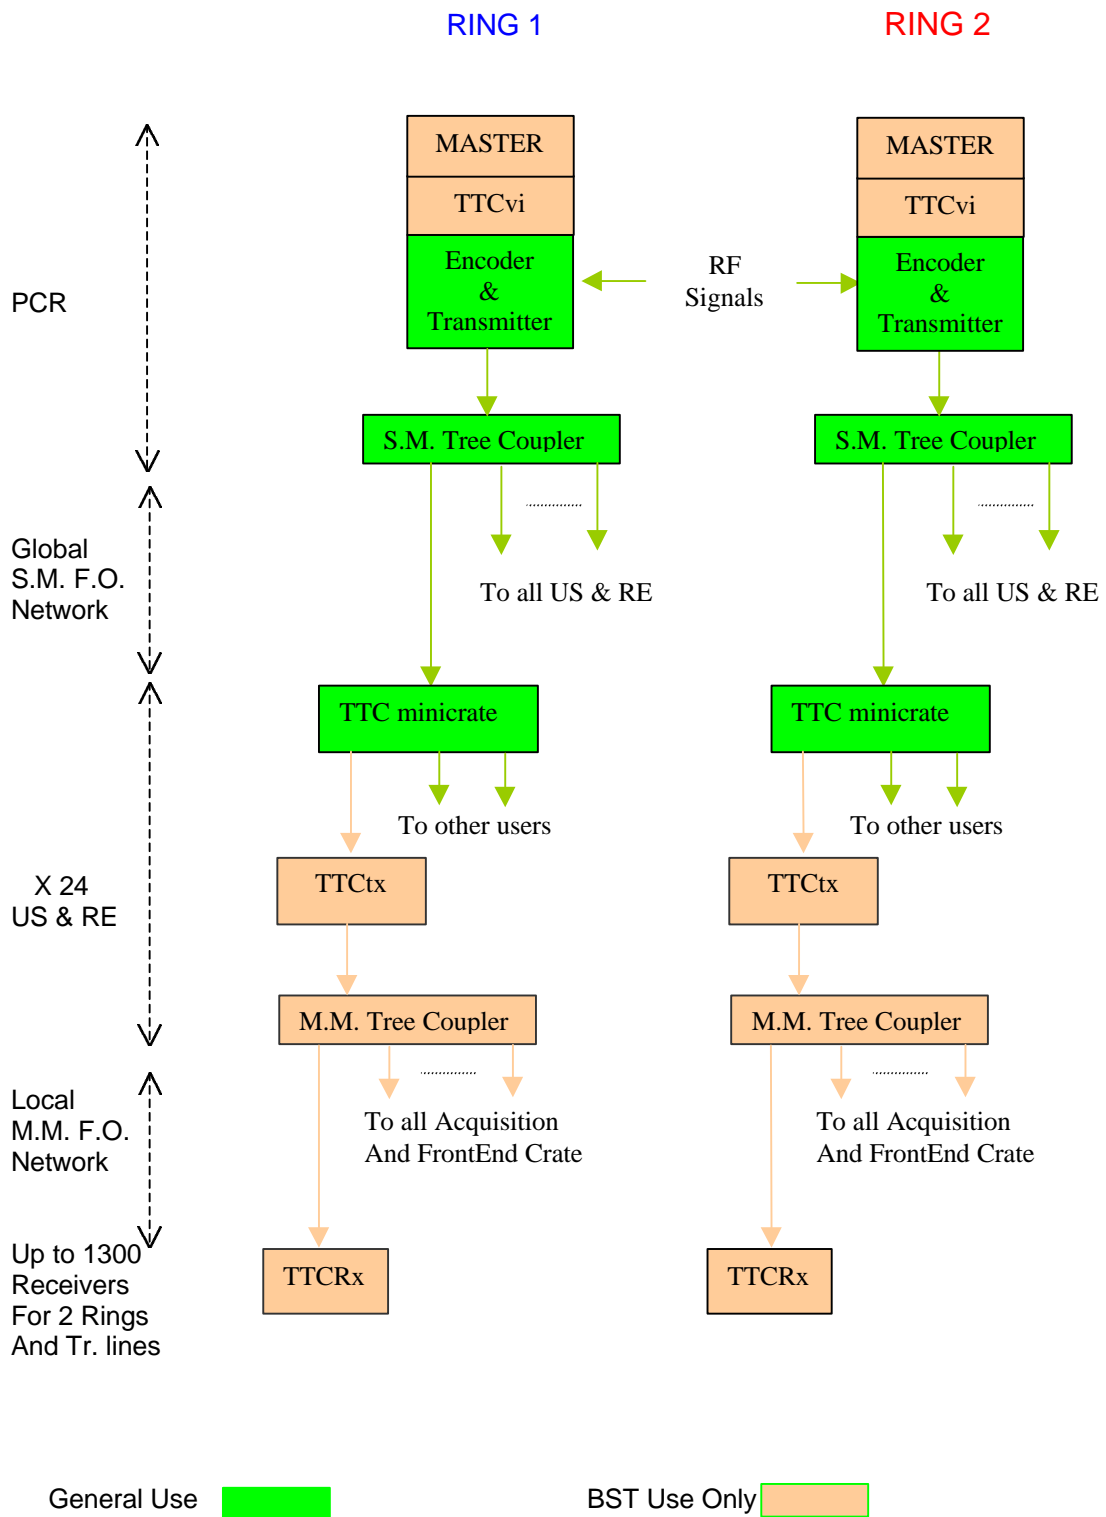 RING 1
RING 2
MASTER
TTCvi
Encoder
&
Transmitter
RF
Signals
MASTER
TTCvi
Encoder
&
Transmitter
PCR
S.M. Tree Coupler
S.M. Tree Coupler
Global
S.M. F.O.
Network
To all US & RE
To all US & RE
TTC minicrate
TTC minicrate
To other users
To other users
X 24
US & RE
TTCtx
TTCtx
M.M. Tree Coupler
M.M. Tree Coupler
Local
M.M. F.O.
Network
To all Acquisition
And FrontEnd Crate
To all Acquisition
And FrontEnd Crate
Up to 1300
Receivers
For 2 Rings
And Tr. lines
TTCRx
TTCRx
General Use
BST Use Only